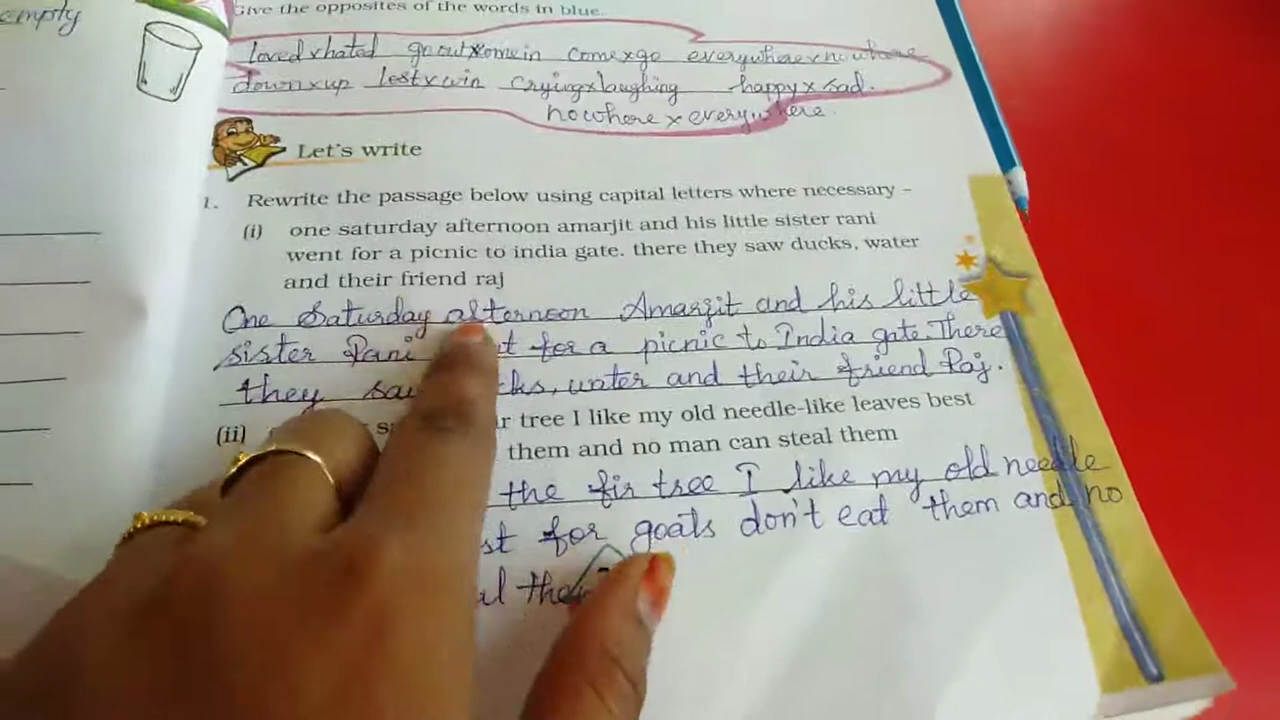 empty
Give the opposites of the words in blue.
loved x hated go out x come in come x go everywhere x nowhere
down x up lost x win crying x laughing happy x sad.
nowhere x everywhere.
Let's write
1. Rewrite the passage below using capital letters where necessary –
(i) one saturday afternoon amarjit and his little sister rani
went for a picnic to india gate. there they saw ducks, water
and their friend raj
One Saturday afternoon Amarjit and his little
sister Rani for a picnic to India gate. There
they water and their friend Raj.
(ii) tree I like my old needle-like leaves best
them and no man can steal them
the fir tree I like my old needle
for goats don't eat them and no